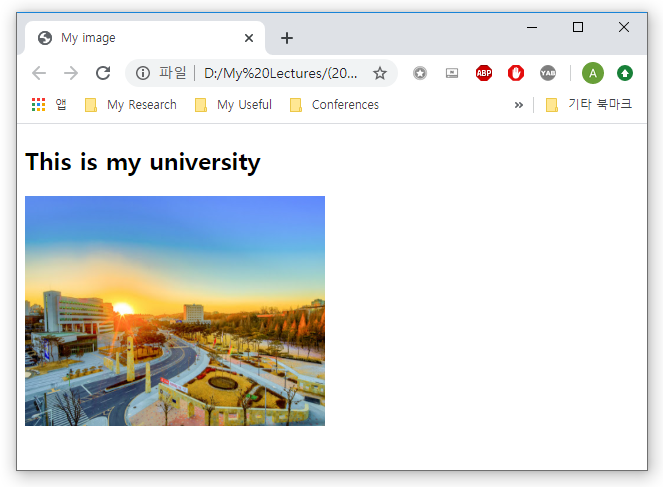 My image
파일 D:/My%20Lectures/(20...
ABP YAB A
앱 My Research My Useful Conferences » 기타 북마크
This is my university